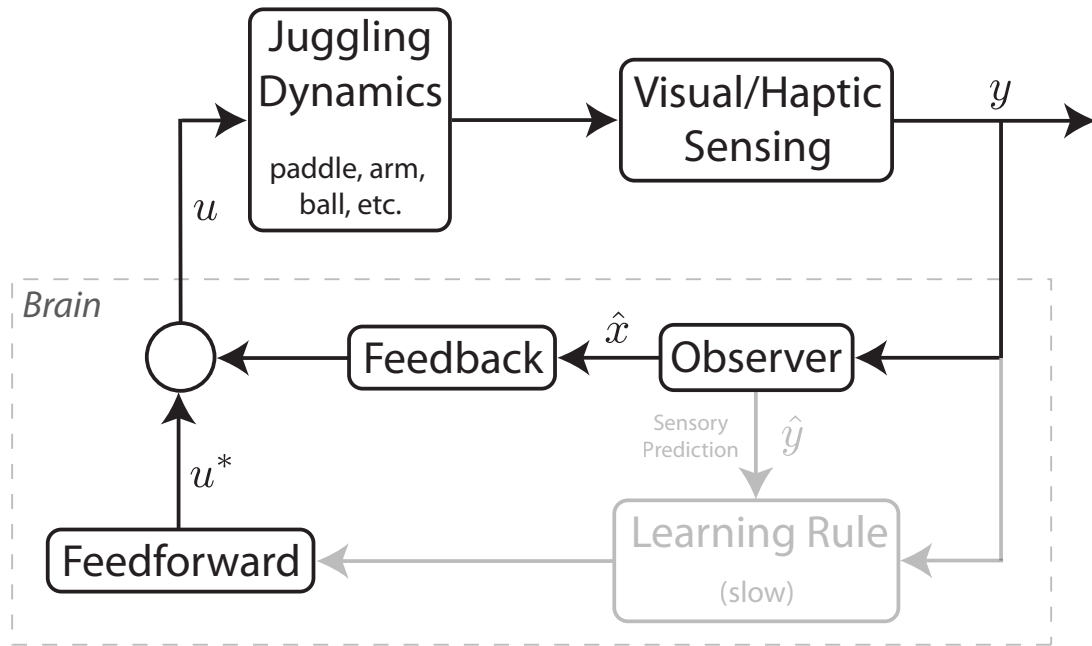 Juggling
Dynamics
paddle, arm,
ball, etc.
Visual/Haptic
Sensing
y
u
Brain
Feedback
x̂
Observer
Sensory
Prediction
ŷ
u*
Feedforward
Learning Rule
(slow)